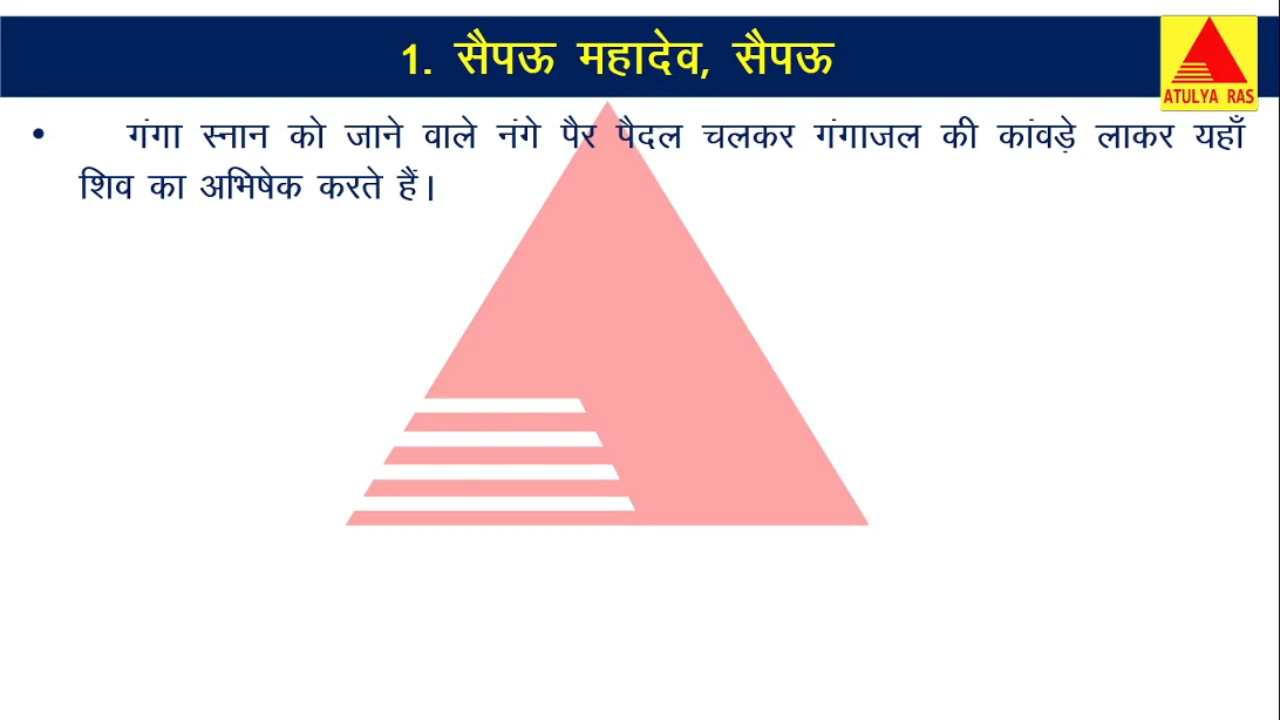 1. सैपऊ महादेव, सैपऊ
ATULYA RAS
• गंगा स्नान को जाने वाले नंगे पैर पैदल चलकर गंगाजल की कांवड़े लाकर यहाँ
शिव का अभिषेक करते हैं।